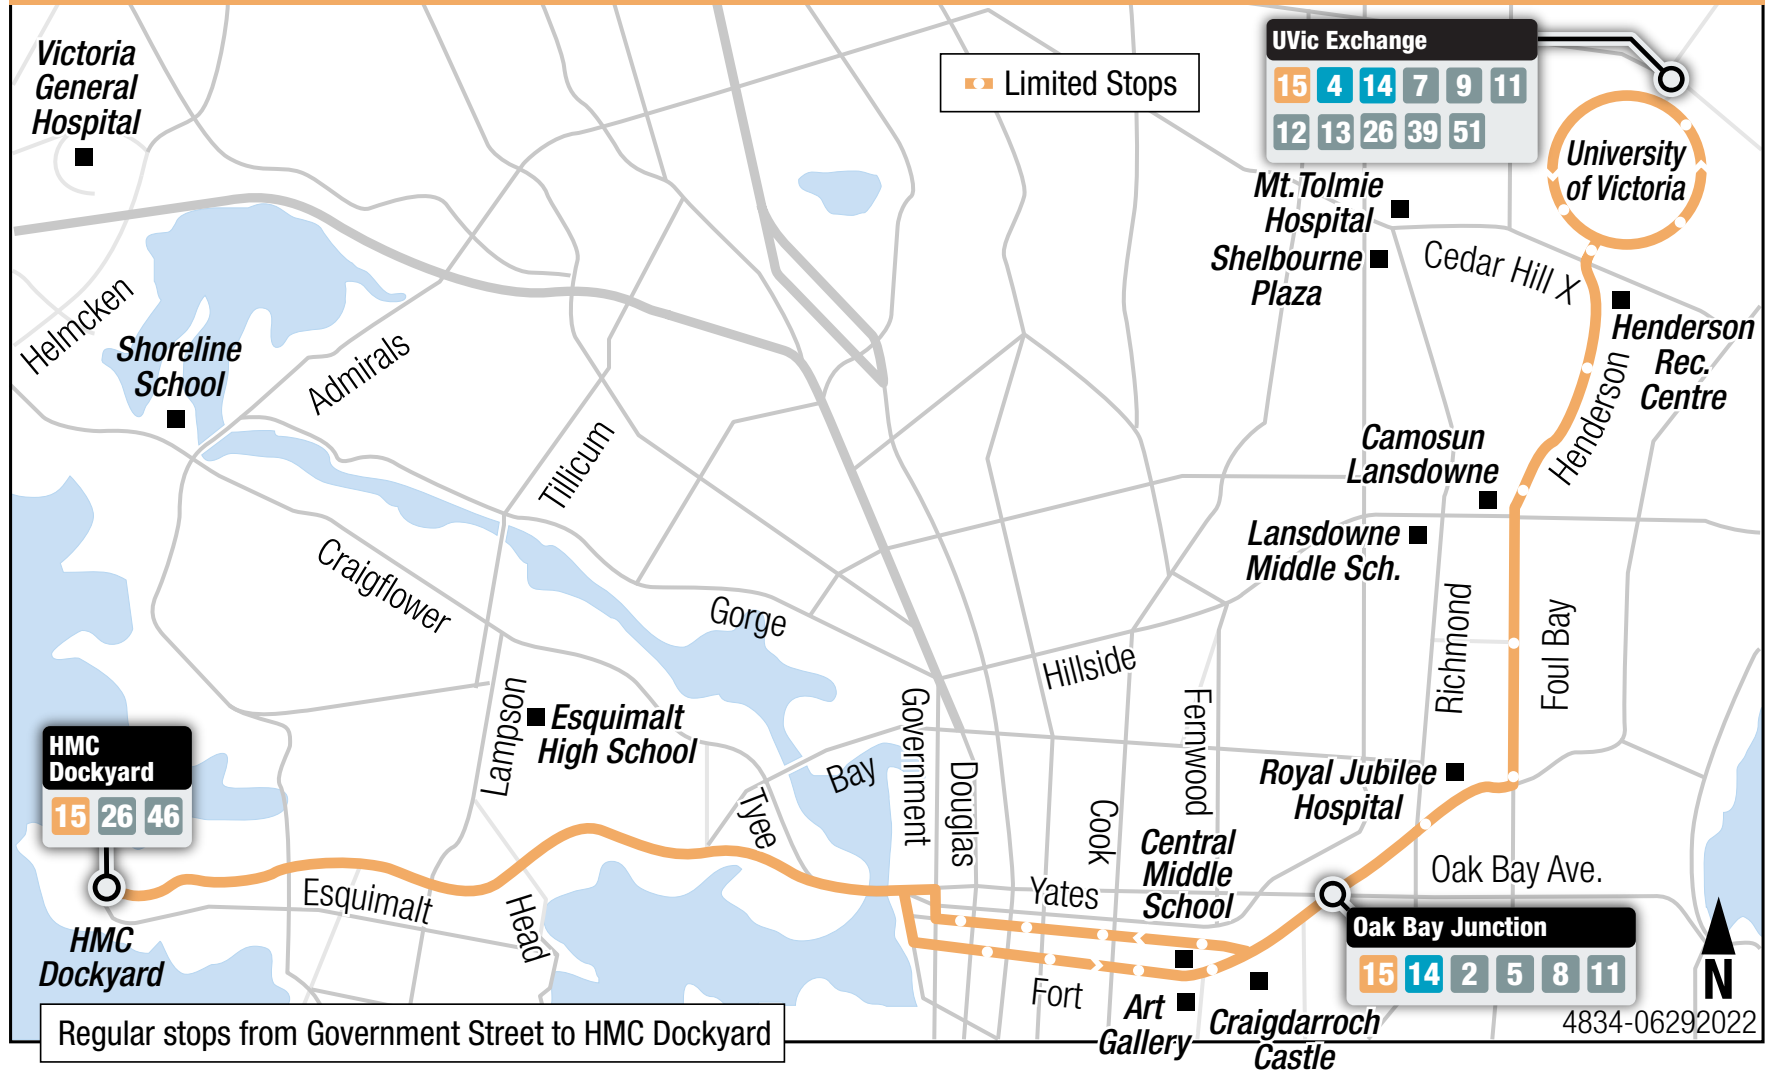 Victoria
General
Hospital
Limited Stops
UVic Exchange
15 4 14 7 9 11
12 13 26 39 51
University
of Victoria
Mt.Tolmie
Hospital
Shelbourne
Plaza
Cedar Hill X
Henderson
Rec.
Centre
Helmcken
Shoreline
School
Admirals
Henderson
Tillicum
Camosun
Lansdowne
Lansdowne
Middle Sch.
Craigflower
Gorge
Hillside
Richmond
Foul Bay
Lampson
Esquimalt
High School
Government
Fernwood
HMC
Dockyard
15 26 46
Bay
Tyee
Douglas
Cook
Royal Jubilee
Hospital
Central
Middle
School
Yates
Oak Bay Ave.
Esquimalt
Head
HMC
Dockyard
Oak Bay Junction
15 14 2 5 8 11
Fort
Art
Gallery
Craigdarroch
Castle
N
4834-06292022
Regular stops from Government Street to HMC Dockyard